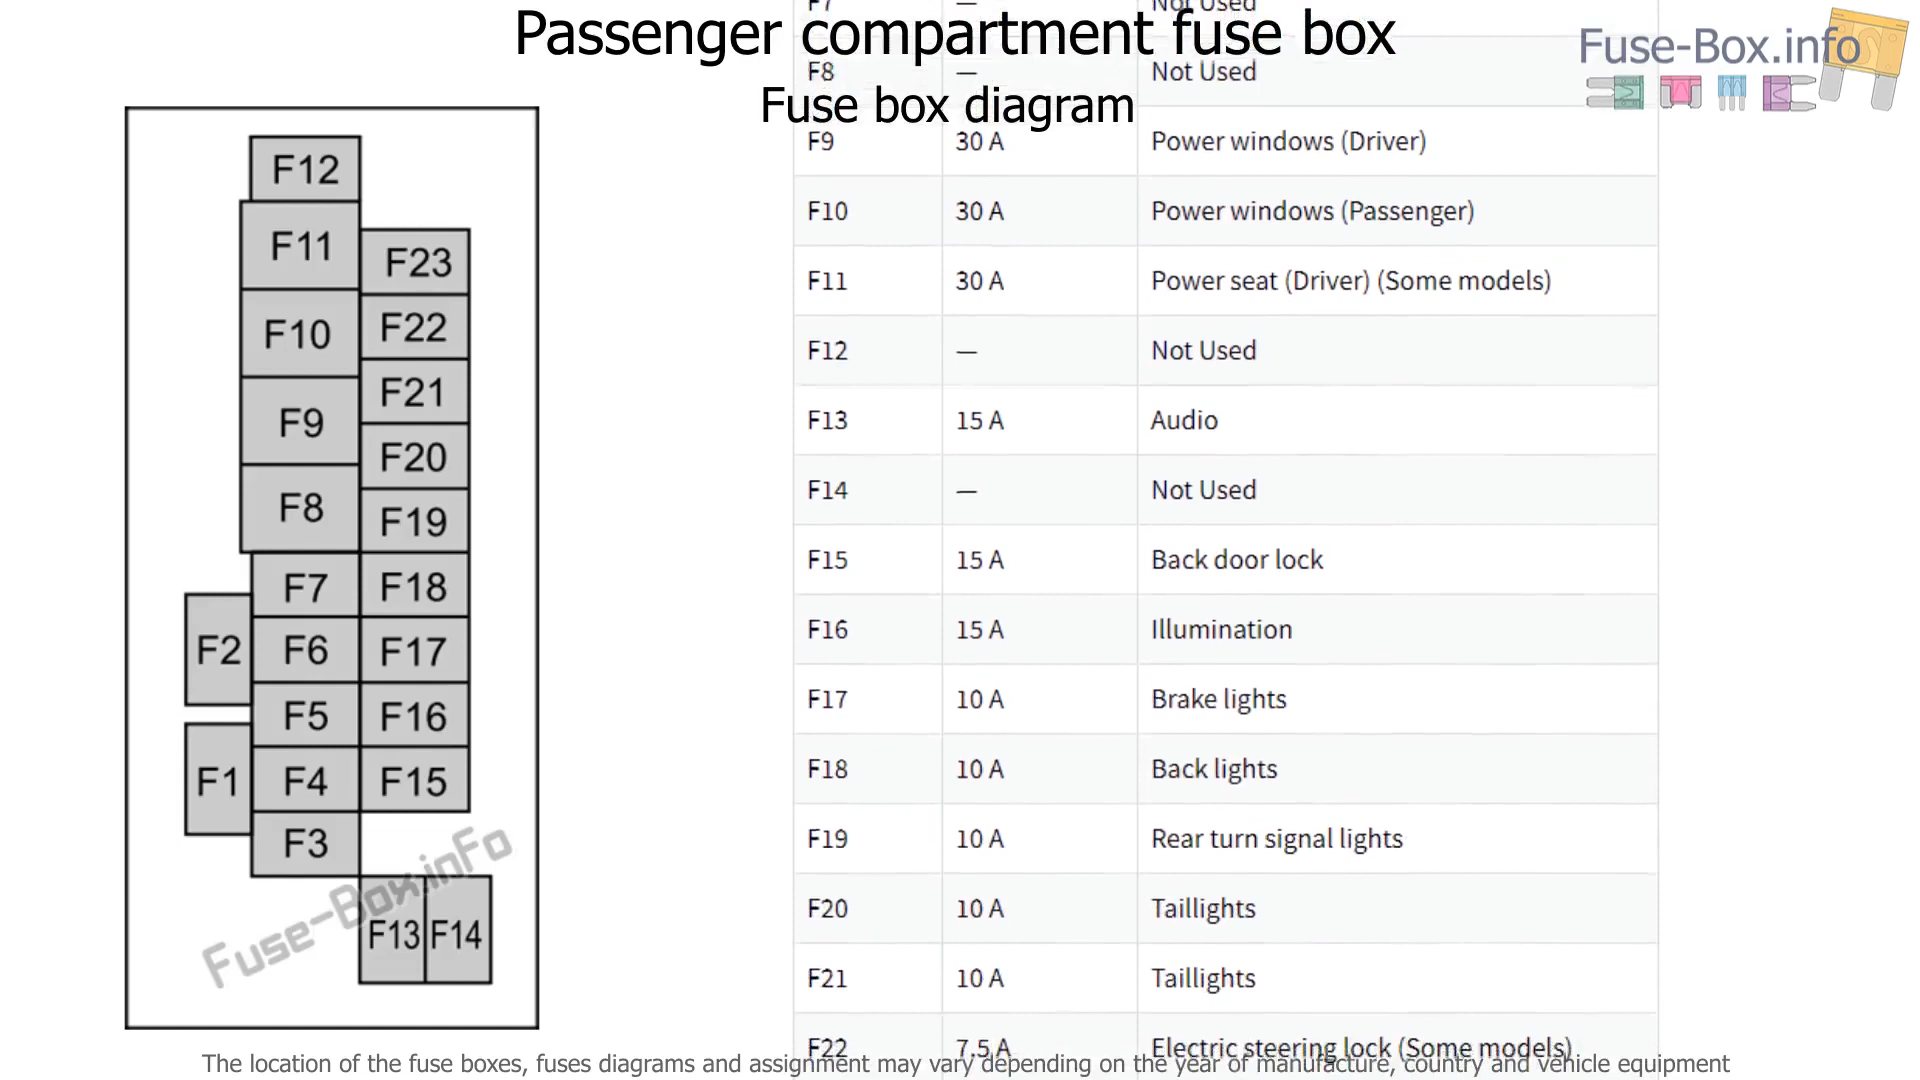 Passenger compartment fuse box
Fuse box diagram
Fuse-Box.info
F12
F11
F23
F10
F22
F21
F9
F20
F8
F19
F7
F18
F2
F6
F17
F5
F16
F1
F4
F15
F3
F13
F14
Fuse-Box.inFo
F7 — Not Used
F8 — Not Used
F9 30 A Power windows (Driver)
F10 30 A Power windows (Passenger)
F11 30 A Power seat (Driver) (Some models)
F12 — Not Used
F13 15 A Audio
F14 — Not Used
F15 15 A Back door lock
F16 15 A Illumination
F17 10 A Brake lights
F18 10 A Back lights
F19 10 A Rear turn signal lights
F20 10 A Taillights
F21 10 A Taillights
F22 7.5 A Electric steering lock (Some models)
The location of the fuse boxes, fuses diagrams and assignment may vary depending on the year of manufacture, country and vehicle equipment